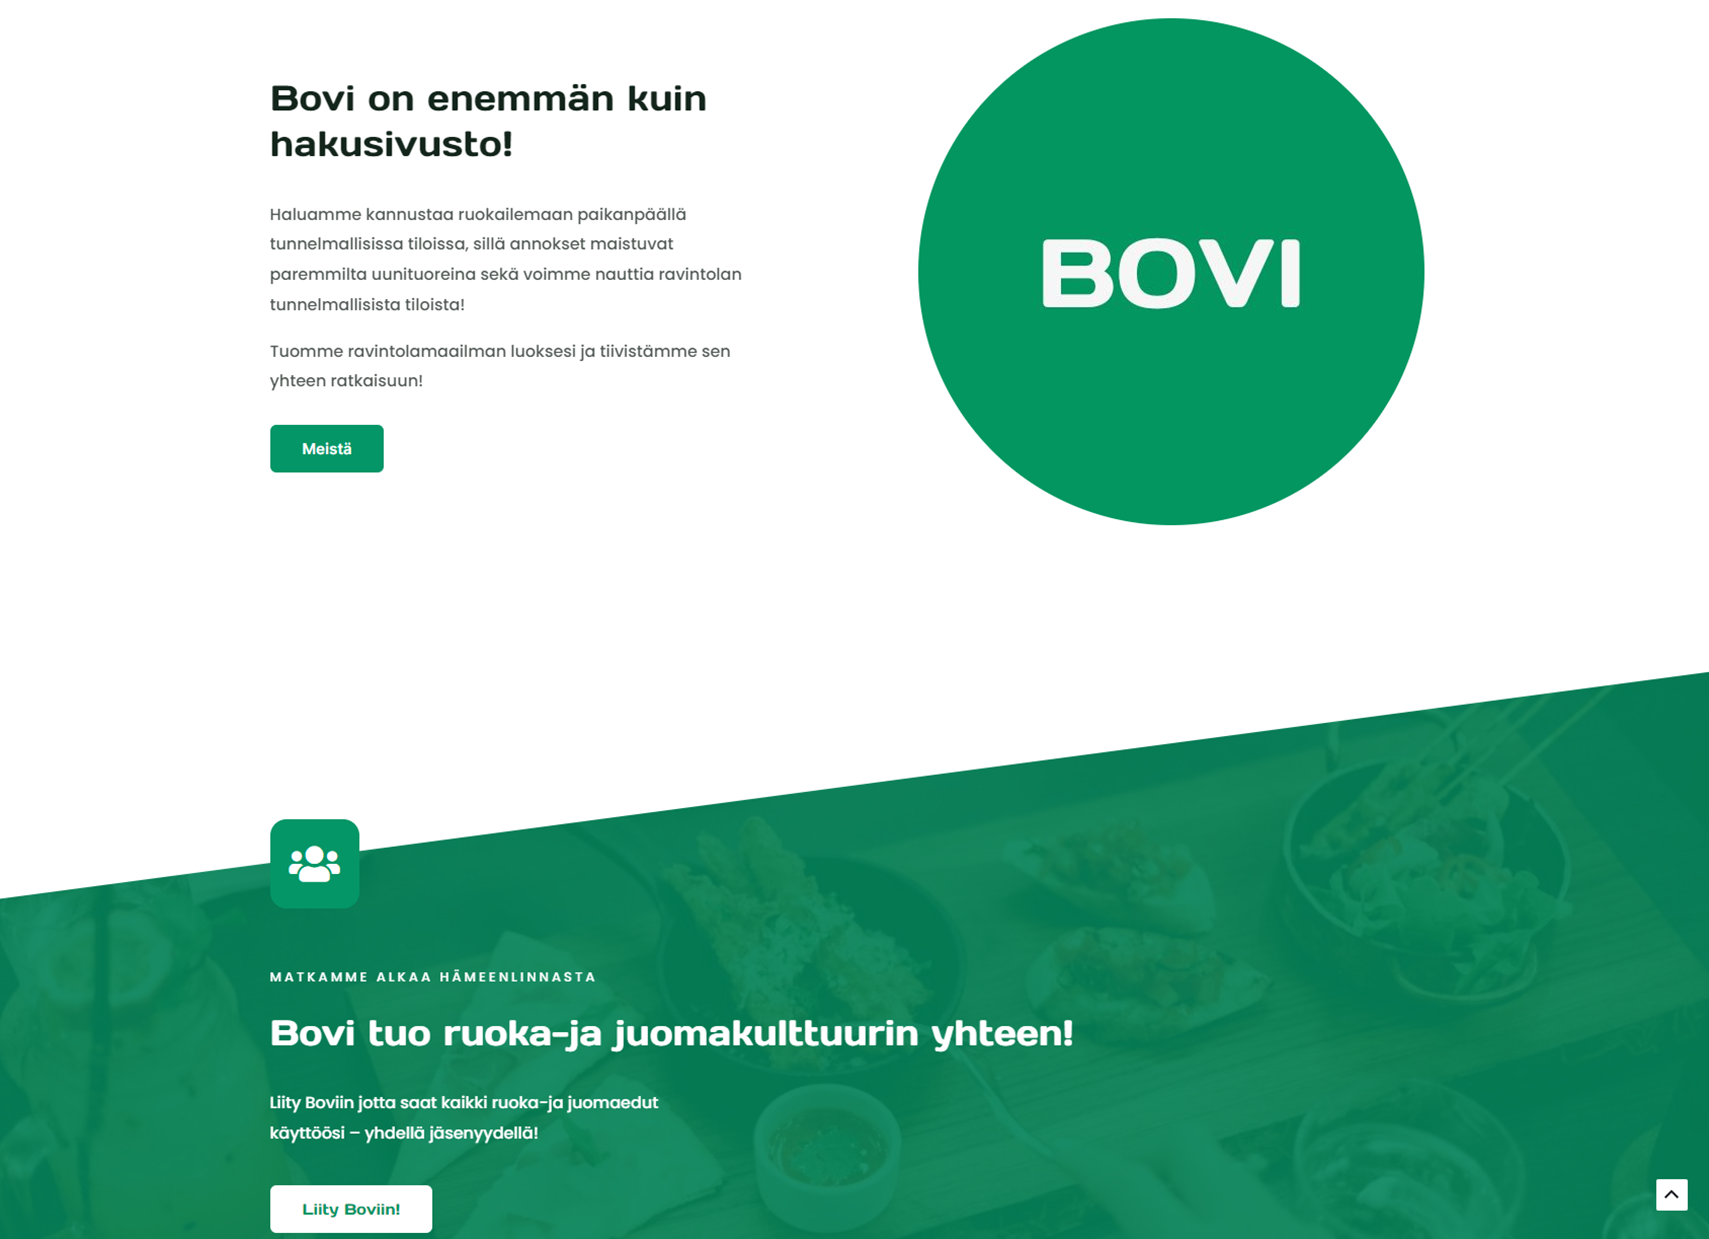 Bovi on enemmän kuin
hakusivusto!
Haluamme kannustaa ruokailemaan paikanpäällä
tunnelmallisissa tiloissa, sillä annokset maistuvat
paremmilta uunituoreina sekä voimme nauttia ravintolan
tunnelmallisista tiloista!
Tuomme ravintolamaailman luoksesi ja tiivistämme sen
yhteen ratkaisuun!
Meistä
BOVI
MATKAMME ALKAA HÄMEENLINNASTA
Bovi tuo ruoka-ja juomakulttuurin yhteen!
Liity Boviin jotta saat kaikki ruoka-ja juomaedut
käyttöösi – yhdellä jäsenyydellä!
Liity Boviin!